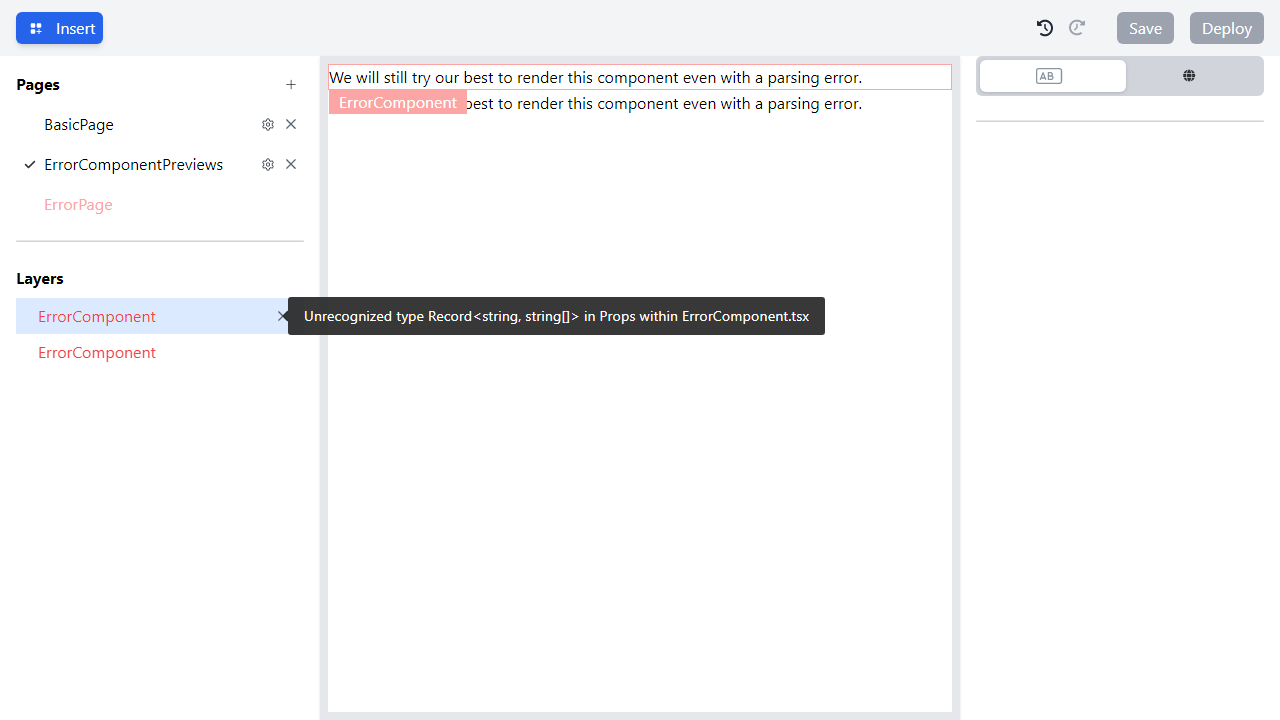 Insert
Save
Deploy
Pages
BasicPage
ErrorComponentPreviews
ErrorPage
Layers
ErrorComponent
ErrorComponent
Unrecognized type Record<string, string[]> in Props within ErrorComponent.tsx
We will still try our best to render this component even with a parsing error.
ErrorComponent
best to render this component even with a parsing error.
AB